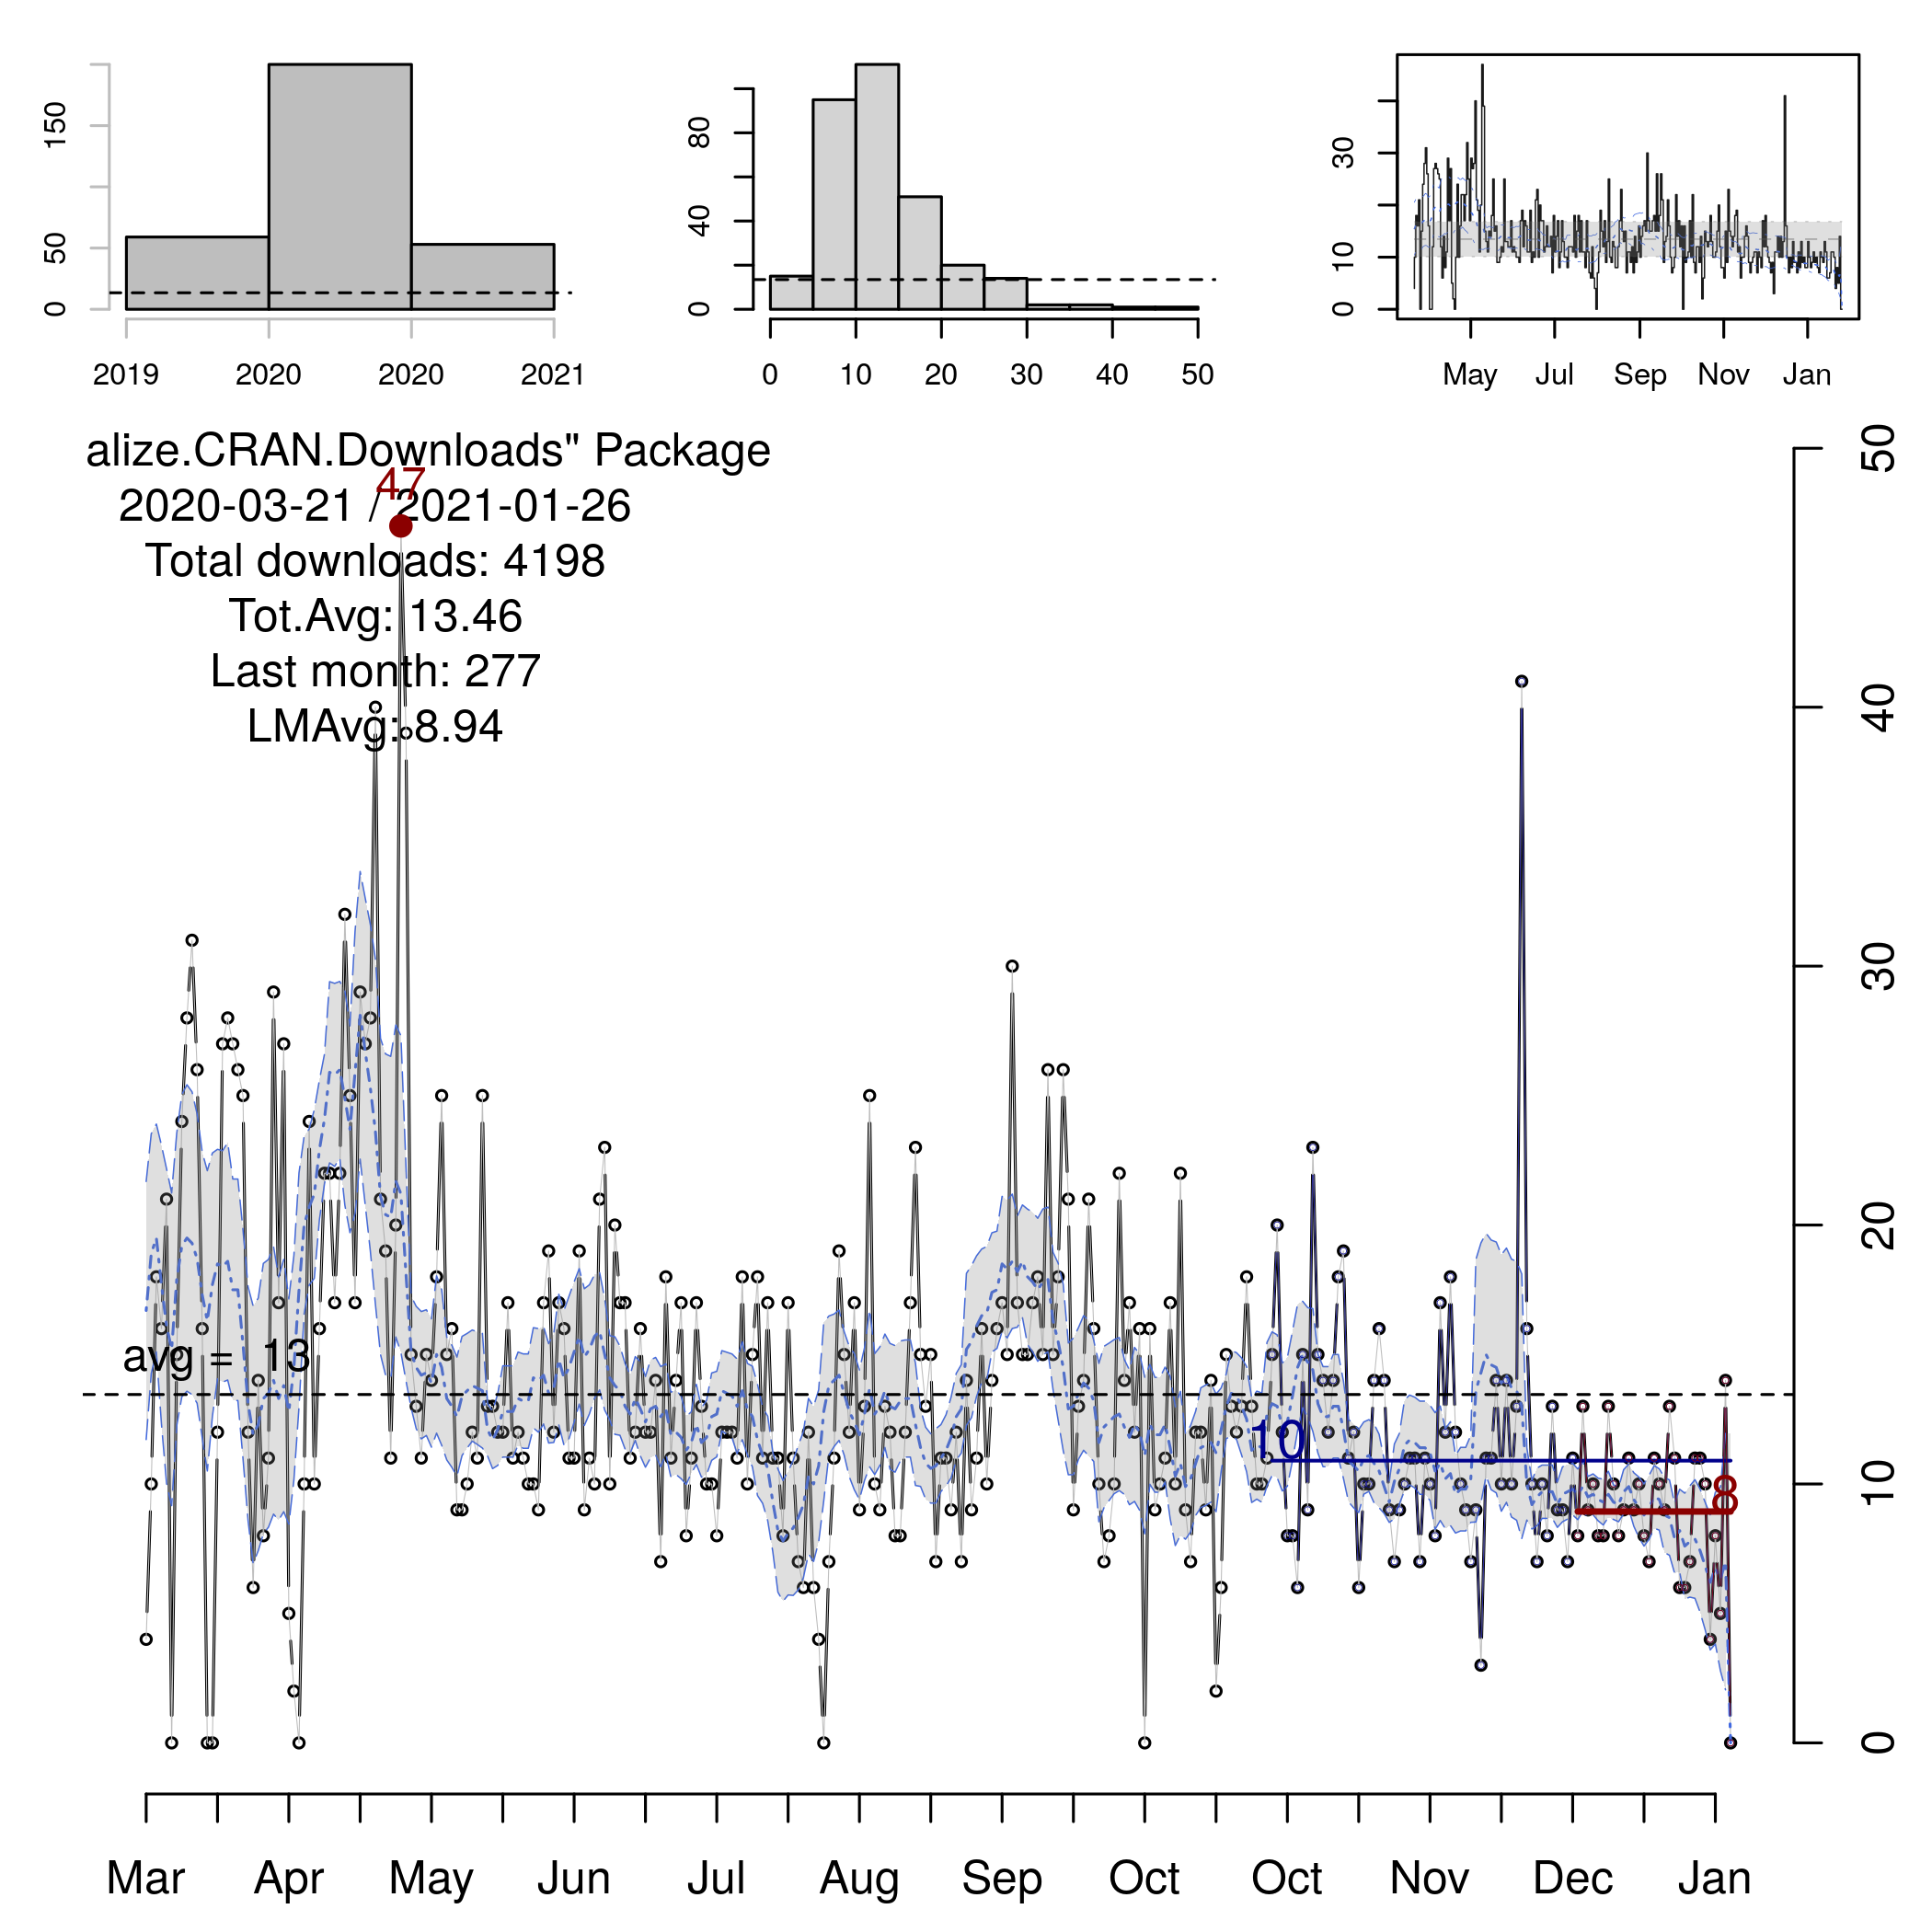 0 50 150
2019 2020 2020 2021
0 40 80
0 10 20 30 40 50
0 10 30
May Jul Sep Nov Jan
alize.CRAN.Downloads" Package
47
2020-03-21 / 2021-01-26
Total downloads: 4198
Tot.Avg: 13.46
Last month: 277
LMAvg: 8.94
avg = 13
10
8
0 10 20 30 40 50
Mar Apr May Jun Jul Aug Sep Oct Oct Nov Dec Jan